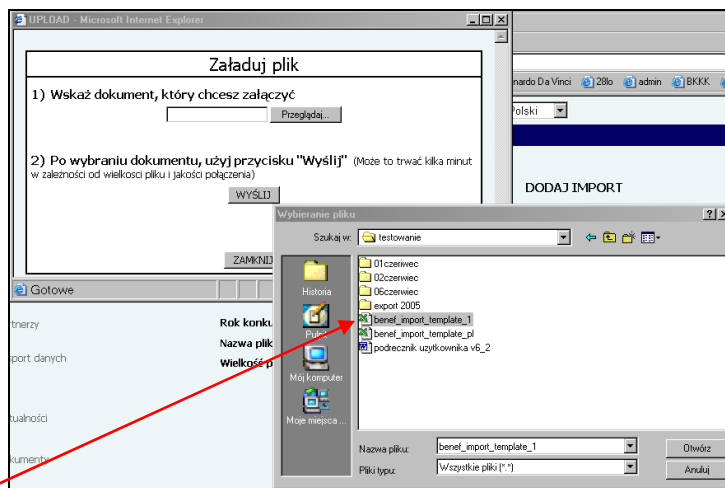 UPLOAD - Microsoft Internet Explorer
Załaduj plik
1) Wskaż dokument, który chcesz załączyć
Przeglądaj...
2) Po wybraniu dokumentu, użyj przycisku "Wyślij" (Może to trwać kilka minut
w zależności od wielkosci pliku i jakości połączenia)
WYŚLIJ
ZAMKNIJ
Gotowe
nardo Da Vinci 28lo admin BKKK
Polski
DODAJ IMPORT
tnerzy
sport danych
tualności
kumenty
Rok konku
Nazwa plik
Wielkość p
Wybieranie pliku
Szukaj w: testowanie
Historia
Pulpit
Mój komputer
Moje miejsca ...
01czeriwec
02czerwiec
06czerwiec
export 2005
benef_import_template_1
benef_import_template_pl
podrecznik uzytkownika v6_2
Nazwa pliku: benef_import_template_1 Otwórz
Pliki typu: Wszystkie pliki (*.*) Anuluj